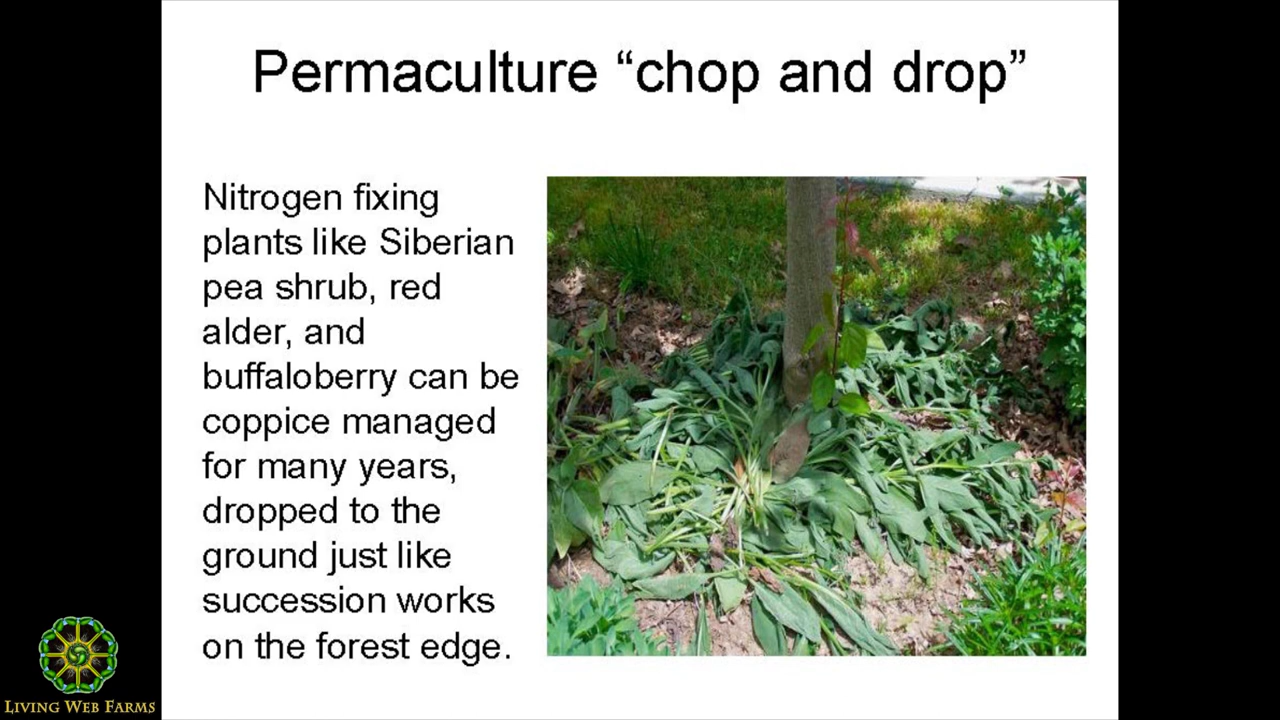 Permaculture “chop and drop”
Nitrogen fixing
plants like Siberian
pea shrub, red
alder, and
buffaloberry can be
coppice managed
for many years,
dropped to the
ground just like
succession works
on the forest edge.
LIVING WEB FARMS